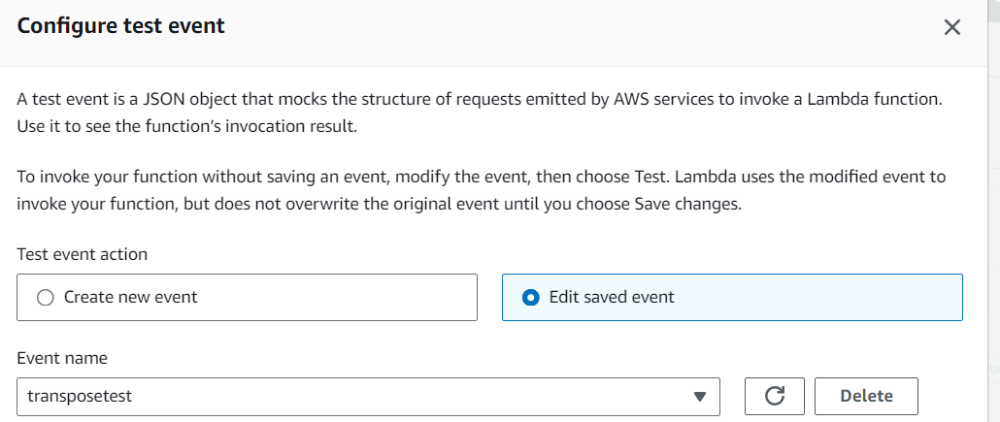 Configure test event
A test event is a JSON object that mocks the structure of requests emitted by AWS services to invoke a Lambda function.
Use it to see the function’s invocation result.
To invoke your function without saving an event, modify the event, then choose Test. Lambda uses the modified event to
invoke your function, but does not overwrite the original event until you choose Save changes.
Test event action
Create new event
Edit saved event
Event name
transposetest
Delete